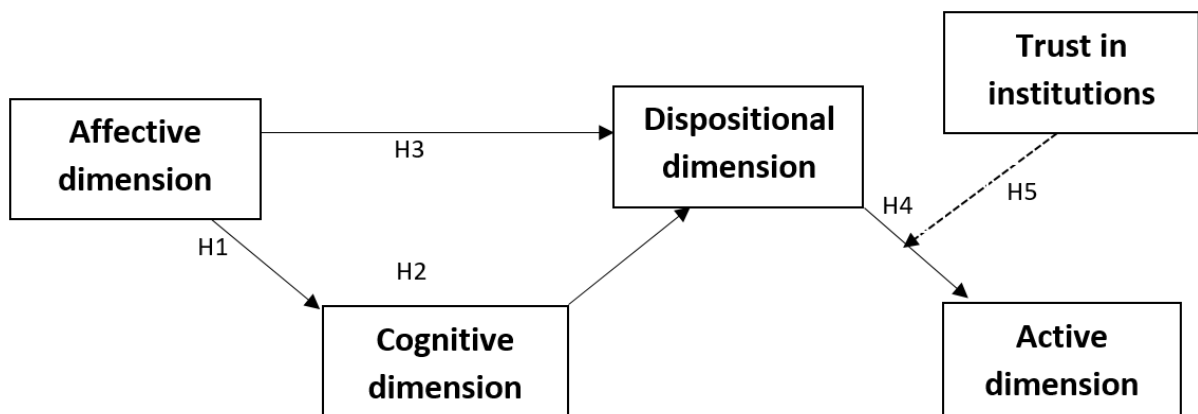 Trust in
institutions
Affective
dimension
Dispositional
dimension
H3
H4
H5
H1
H2
Cognitive
dimension
Active
dimension